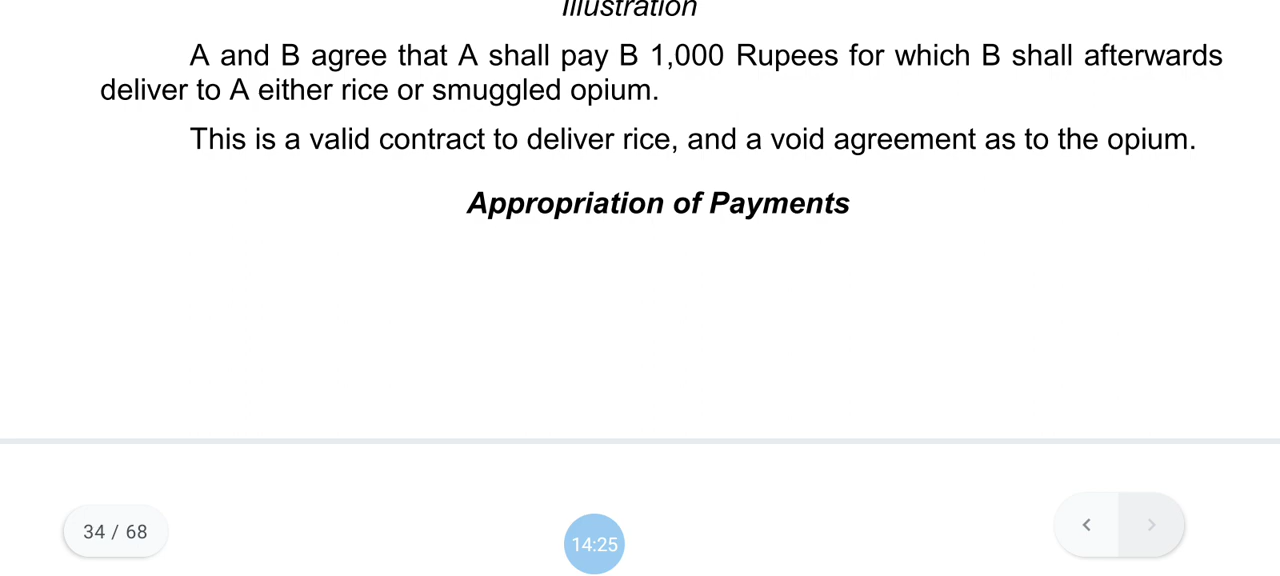 Illustration
A and B agree that A shall pay B 1,000 Rupees for which B shall afterwards
deliver to A either rice or smuggled opium.
This is a valid contract to deliver rice, and a void agreement as to the opium.
Appropriation of Payments
34 / 68
14:25